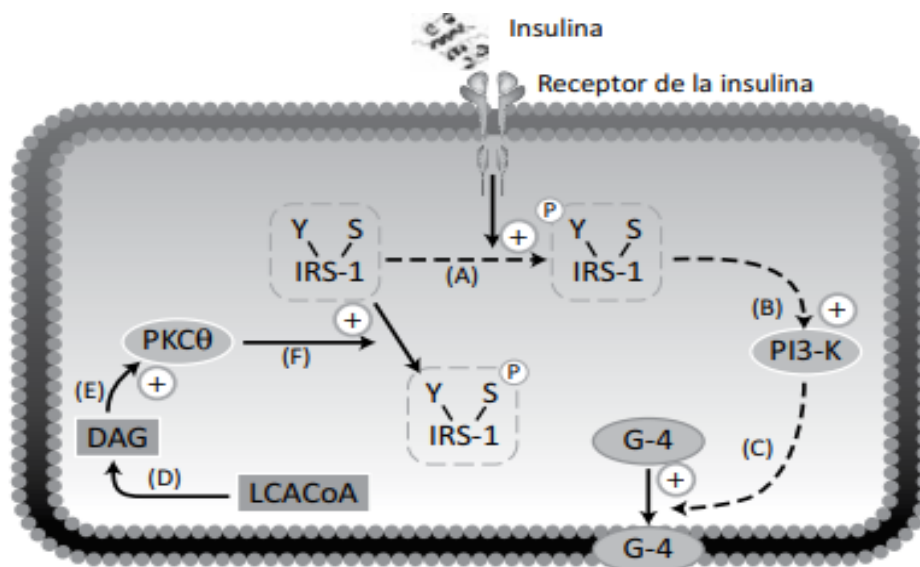 Insulina
Receptor de la insulina
P
Y S
IRS-1
+
(A)
Y S
IRS-1
(B)
+
PI3-K
+
PKCθ
(F)
(E)
+
P
Y S
IRS-1
DAG
(D)
LCACoA
G-4
(C)
+
G-4